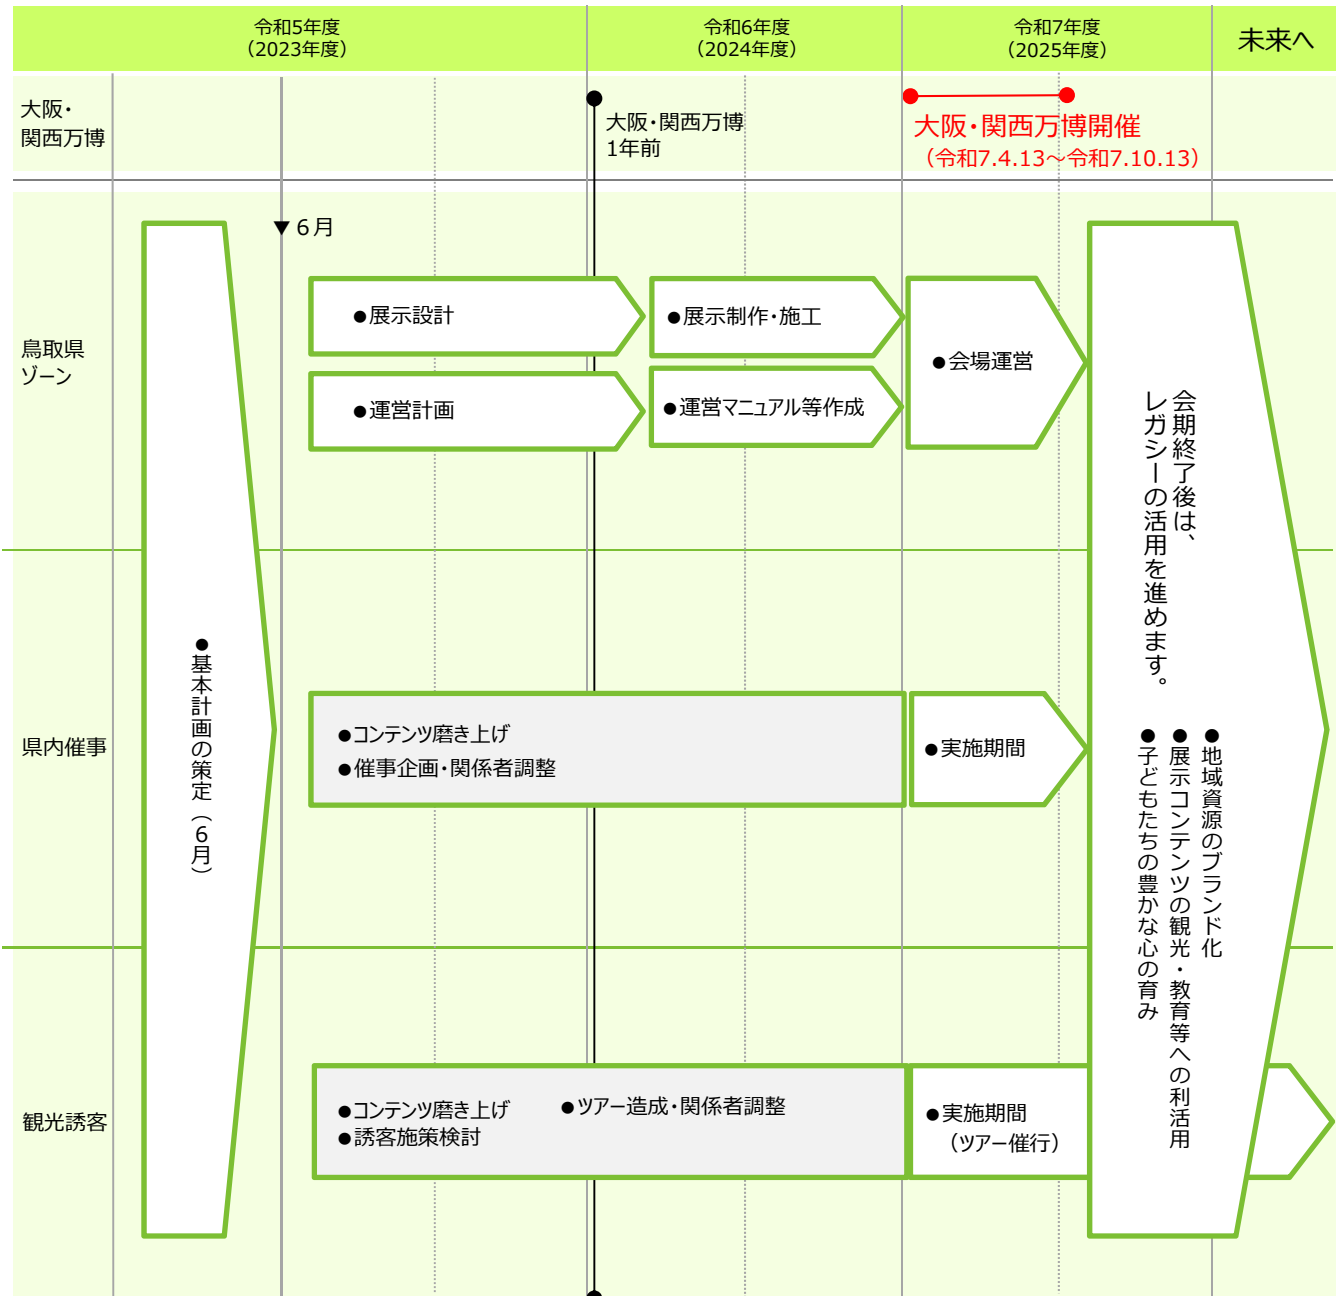 令和5年度
（2023年度）
令和6年度
（2024年度）
令和7年度
（2025年度）
未来へ
大阪・
関西万博
大阪・関西万博
1年前
大阪・関西万博開催
（令和7.4.13～令和7.10.13）
▼6月
鳥取県
ゾーン
●基本計画の策定（6月）
●展示設計
●展示制作・施工
●運営計画
●運営マニュアル等作成
●会場運営
会期終了後は、
レガシーの活用を進めます。
●地域資源のブランド化
●展示コンテンツの観光・教育等への利活用
●子どもたちの豊かな心の育み
県内催事
●コンテンツ磨き上げ
●催事企画・関係者調整
●実施期間
観光誘客
●コンテンツ磨き上げ
●誘客施策検討
●ツアー造成・関係者調整
●実施期間
（ツアー催行）